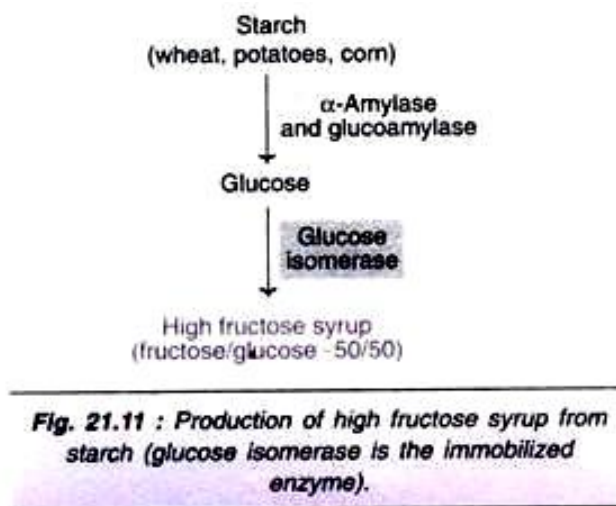 Starch
(wheat, potatoes, corn)
α-Amylase
and glucoamylase
Glucose
Glucose
isomerase
High fructose syrup
(fructose/glucose ~50/50)
Fig. 21.11 : Production of high fructose syrup from
starch (glucose isomerase is the immobilized
enzyme).